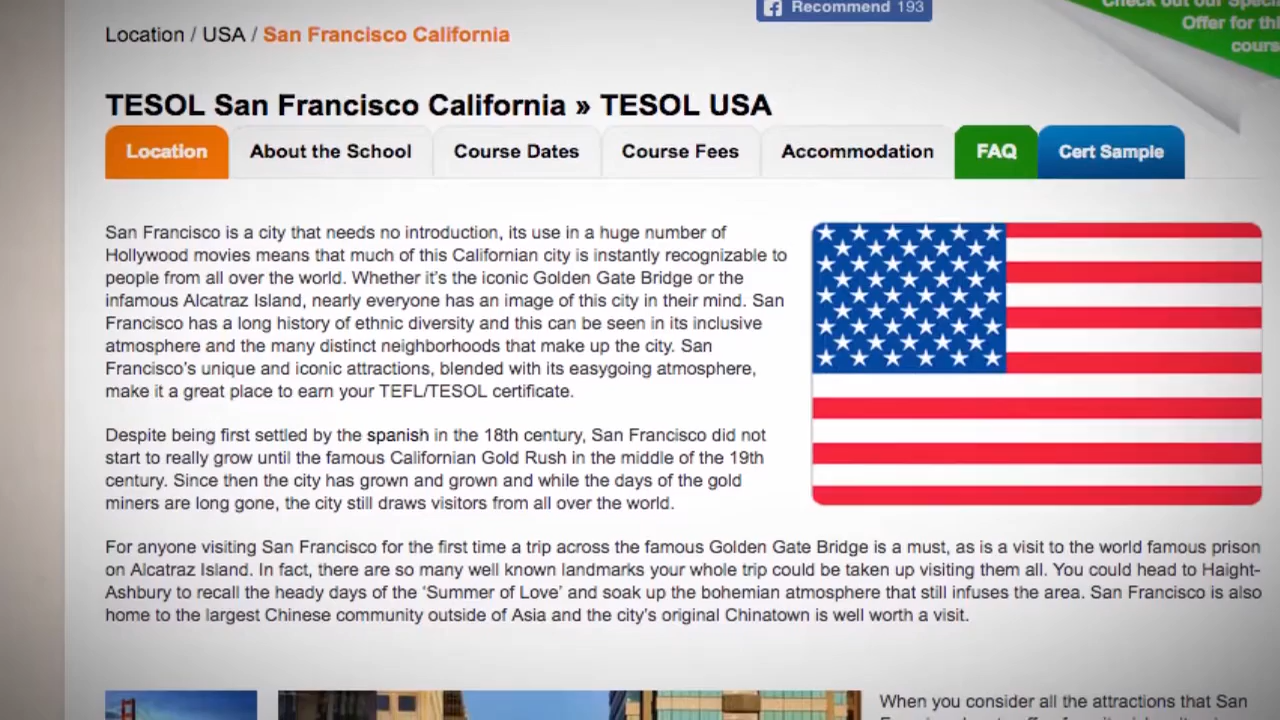 Recommend 193
Check out our Speci
Offer for thi
cours
Location / USA / San Francisco California
TESOL San Francisco California » TESOL USA
Location
About the School
Course Dates
Course Fees
Accommodation
FAQ
Cert Sample
San Francisco is a city that needs no introduction, its use in a huge number of
Hollywood movies means that much of this Californian city is instantly recognizable to
people from all over the world. Whether it's the iconic Golden Gate Bridge or the
infamous Alcatraz Island, nearly everyone has an image of this city in their mind. San
Francisco has a long history of ethnic diversity and this can be seen in its inclusive
atmosphere and the many distinct neighborhoods that make up the city. San
Francisco's unique and iconic attractions, blended with its easygoing atmosphere,
make it a great place to earn your TEFL/TESOL certificate.
Despite being first settled by the spanish in the 18th century, San Francisco did not
start to really grow until the famous Californian Gold Rush in the middle of the 19th
century. Since then the city has grown and grown and while the days of the gold
miners are long gone, the city still draws visitors from all over the world.
For anyone visiting San Francisco for the first time a trip across the famous Golden Gate Bridge is a must, as is a visit to the world famous prison
on Alcatraz Island. In fact, there are so many well known landmarks your whole trip could be taken up visiting them all. You could head to Haight-
Ashbury to recall the heady days of the 'Summer of Love' and soak up the bohemian atmosphere that still infuses the area. San Francisco is also
home to the largest Chinese community outside of Asia and the city's original Chinatown is well worth a visit.
When you consider all the attractions that San